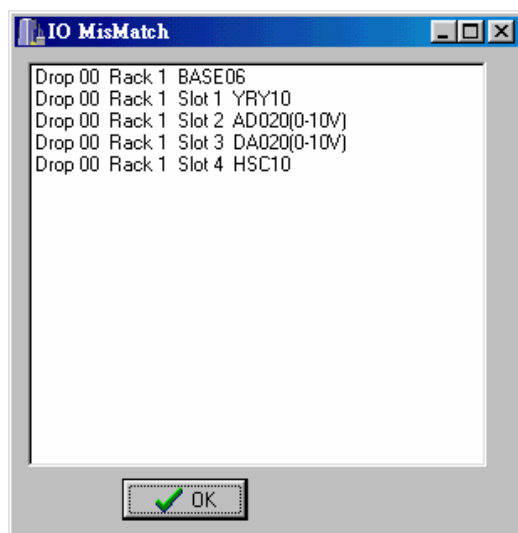 IO MisMatch
Drop 00 Rack 1 BASE06
Drop 00 Rack 1 Slot 1 YRY10
Drop 00 Rack 1 Slot 2 AD020(0-10V)
Drop 00 Rack 1 Slot 3 DA020(0-10V)
Drop 00 Rack 1 Slot 4 HSC10
OK